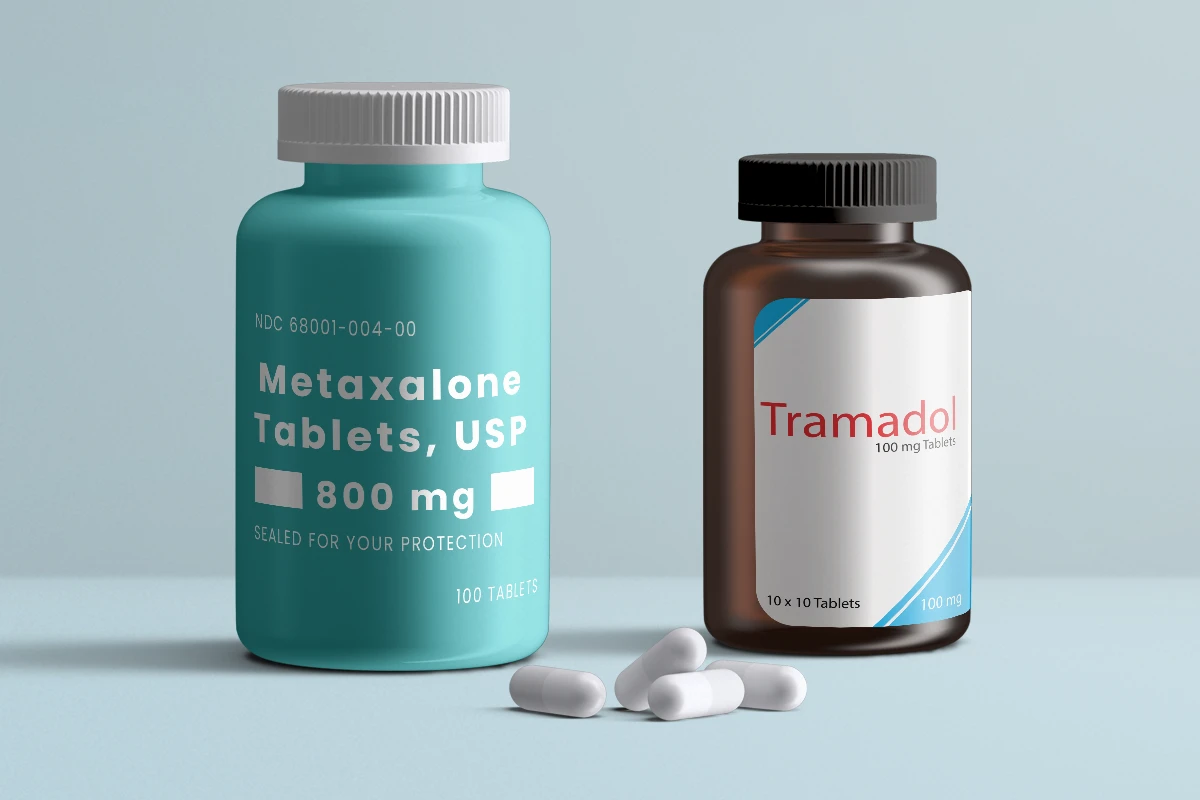 NDC 68001-004-00
Metaxalone
Tablets, USP
800 mg
SEALED FOR YOUR PROTECTION
100 TABLETS
Tramadol
100 mg Tablets
10 x 10 Tablets
100 mg